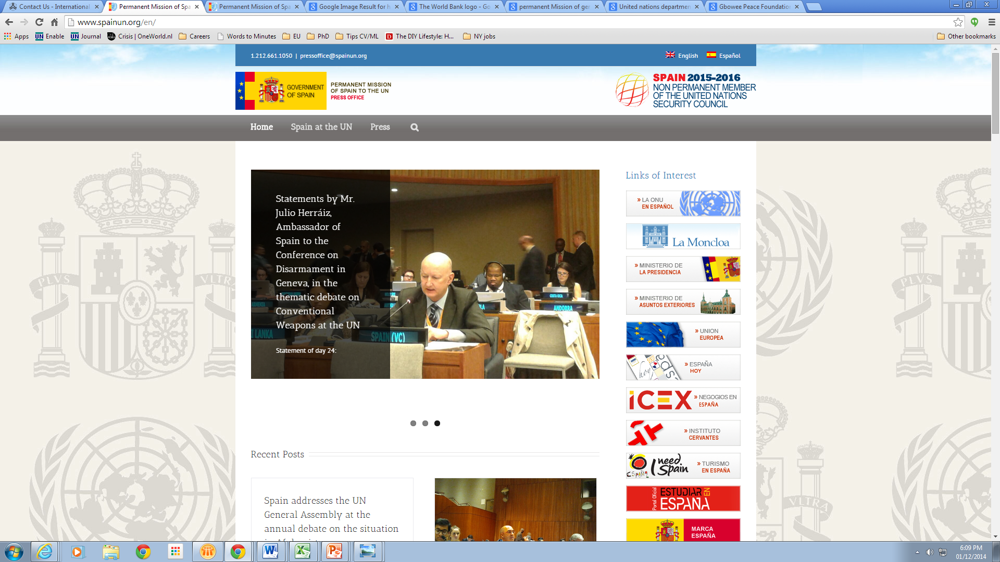 Contact Us - International
Permanent Mission of Spa
Permanent Mission of Spa
Google Image Result for h
The World Bank logo - Go
permanent Mission of ger
United nations departmen
Gbowee Peace Foundatio
www.spainun.org/en/
Apps
UN Enable
UN Journal
Crisis | OneWorld.nl
Careers
Words to Minutes
EU
PhD
Tips CV/ML
The DIY Lifestyle: H...
NY jobs
Other bookmarks
1.212.661.1050 | pressoffice@spainun.org
English
Español
GOVERNMENT
OF SPAIN
PERMANENT MISSION
OF SPAIN TO THE UN
PRESS OFFICE
SPAIN 2015-2016
NON PERMANENT MEMBER
OF THE UNITED NATIONS
SECURITY COUNCIL
Home
Spain at the UN
Press
Statements by Mr.
Julio Herráiz,
Ambassador of
Spain to the
Conference on
Disarmament in
Geneva, in the
thematic debate on
Conventional
Weapons at the UN
Statement of day 24:
COSTA RICA
ANDORRA
LANKA
SPAIN (VC)
Links of Interest
» LA ONU
EN ESPAÑOL
La Moncloa
» MINISTERIO DE
LA PRESIDENCIA
» MINISTERIO DE
ASUNTOS EXTERIORES
» UNION
EUROPEA
» ESPAÑA
HOY
hoy
iCEX
» NEGOGIOS EN
ESPAÑA
» INSTITUTO
CERVANTES
I need
Spain
ESPAÑA
» TURISMO
EN ESPAÑA
Portal Oficial
ESTUDIAR EN
ESPAÑA
MARCA
ESPAÑA
PLVS
VLTRA
PLVS
VLTRA
Recent Posts
Spain addresses the UN
General Assembly at the
annual debate on the situation
6:09 PM
01/12/2014